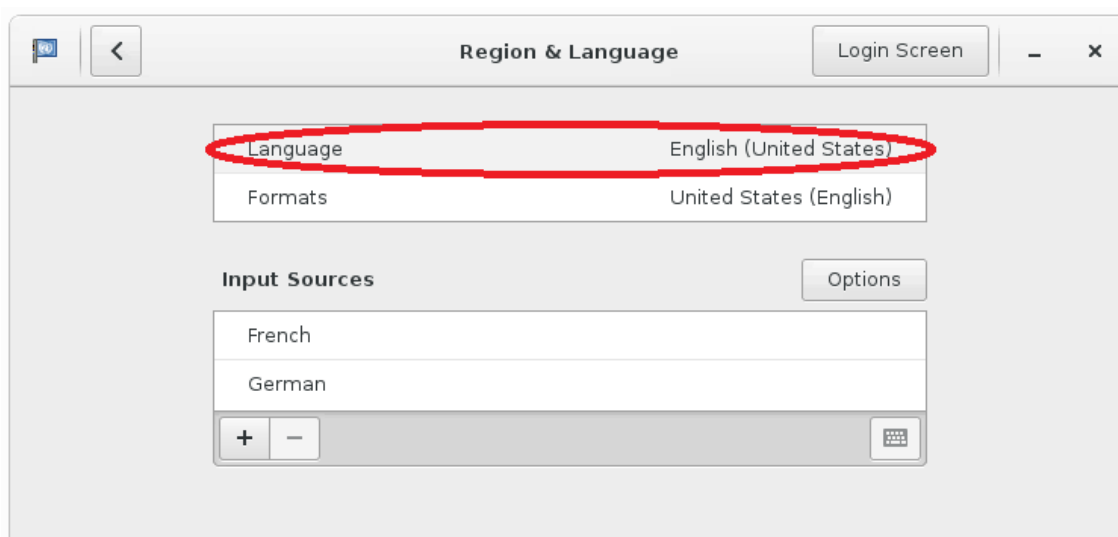 Region & Language
Login Screen
Language English (United States)
Formats United States (English)
Input Sources
Options
French
German